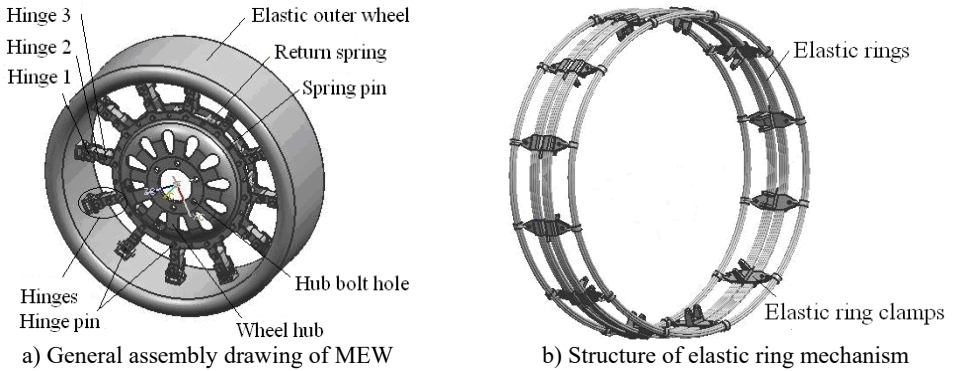 Hinge 3
Elastic outer wheel
Hinge 2
Return spring
Hinge 1
Spring pin
Hub bolt hole
Hinges
Hinge pin
Wheel hub
a) General assembly drawing of MEW
Elastic rings
Elastic ring clamps
b) Structure of elastic ring mechanism